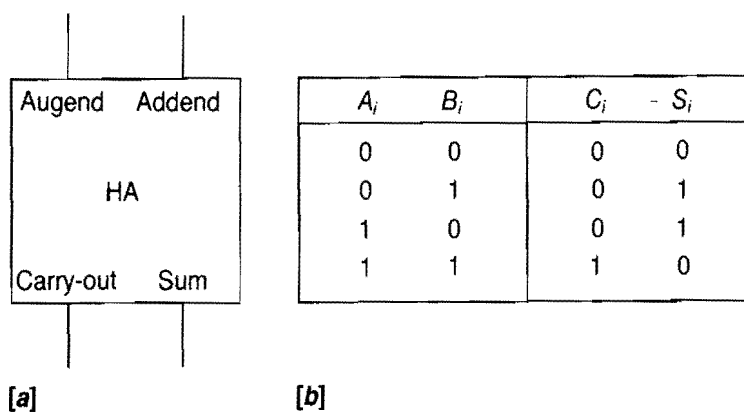 Augend Addend
HA
Carry-out Sum
[a]
A_i B_i C_i - S_i
0 0 0 0
0 1 0 1
1 0 0 1
1 1 1 0
[b]